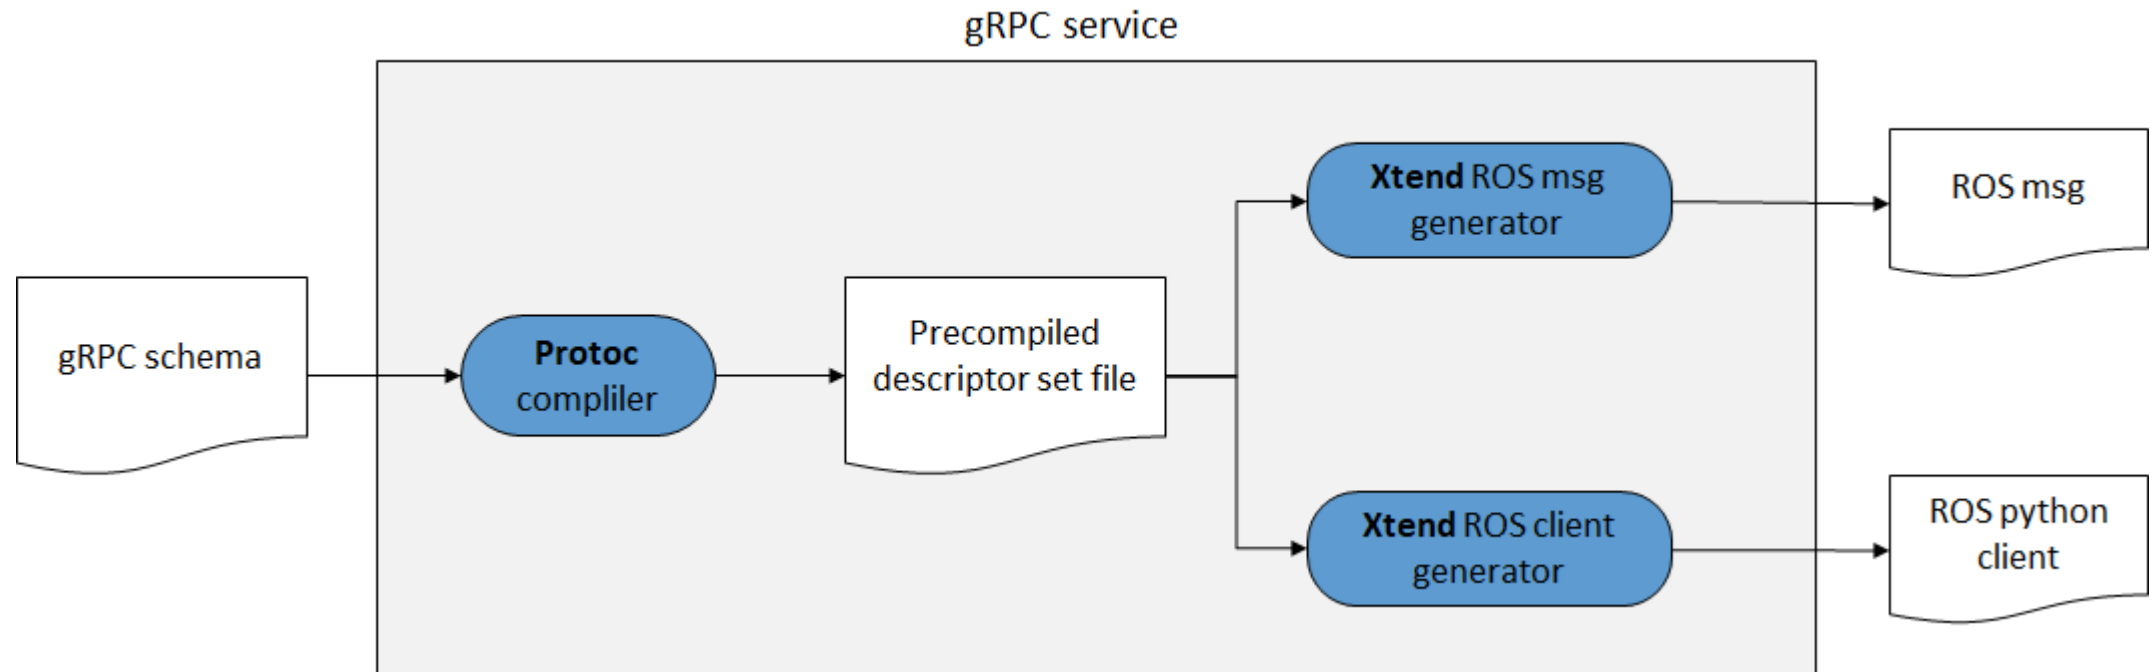 gRPC service
gRPC schema
Protoc
compliler
Precompiled
descriptor set file
Xtend ROS msg
generator
ROS msg
Xtend ROS client
generator
ROS python
client